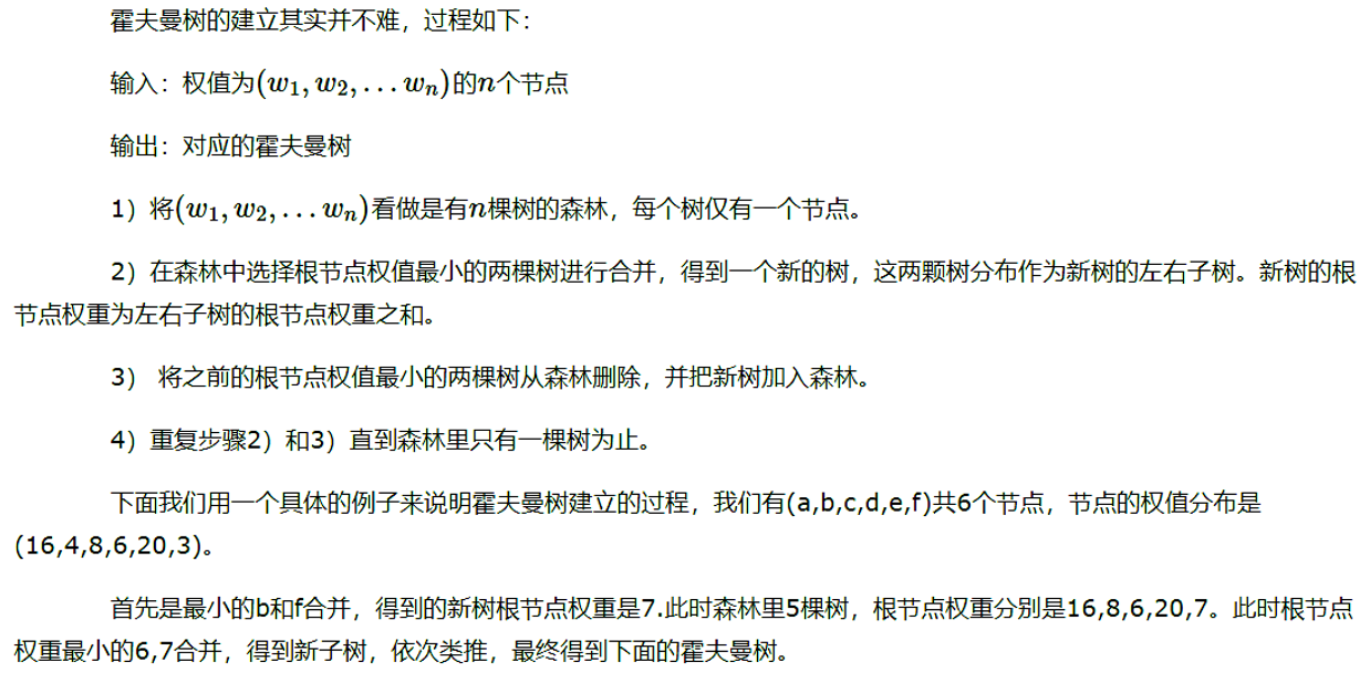 霍夫曼树的建立其实并不难，过程如下：
输入：权值为(w₁, w₂, ... wₙ)的n个节点
输出：对应的霍夫曼树
1）将(w₁, w₂, ... wₙ)看做是有n棵树的森林，每个树仅有一个节点。
2）在森林中选择根节点权值最小的两棵树进行合并，得到一个新的树，这两颗树分布作为新树的左右子树。新树的根
节点权重为左右子树的根节点权重之和。
3） 将之前的根节点权值最小的两棵树从森林删除，并把新树加入森林。
4）重复步骤2）和3）直到森林里只有一棵树为止。
下面我们用一个具体的例子来说明霍夫曼树建立的过程，我们有(a,b,c,d,e,f)共6个节点，节点的权值分布是
(16,4,8,6,20,3)。
首先是最小的b和f合并，得到的新树根节点权重是7.此时森林里5棵树，根节点权重分别是16,8,6,20,7。此时根节点
权重最小的6,7合并，得到新子树，依次类推，最终得到下面的霍夫曼树。